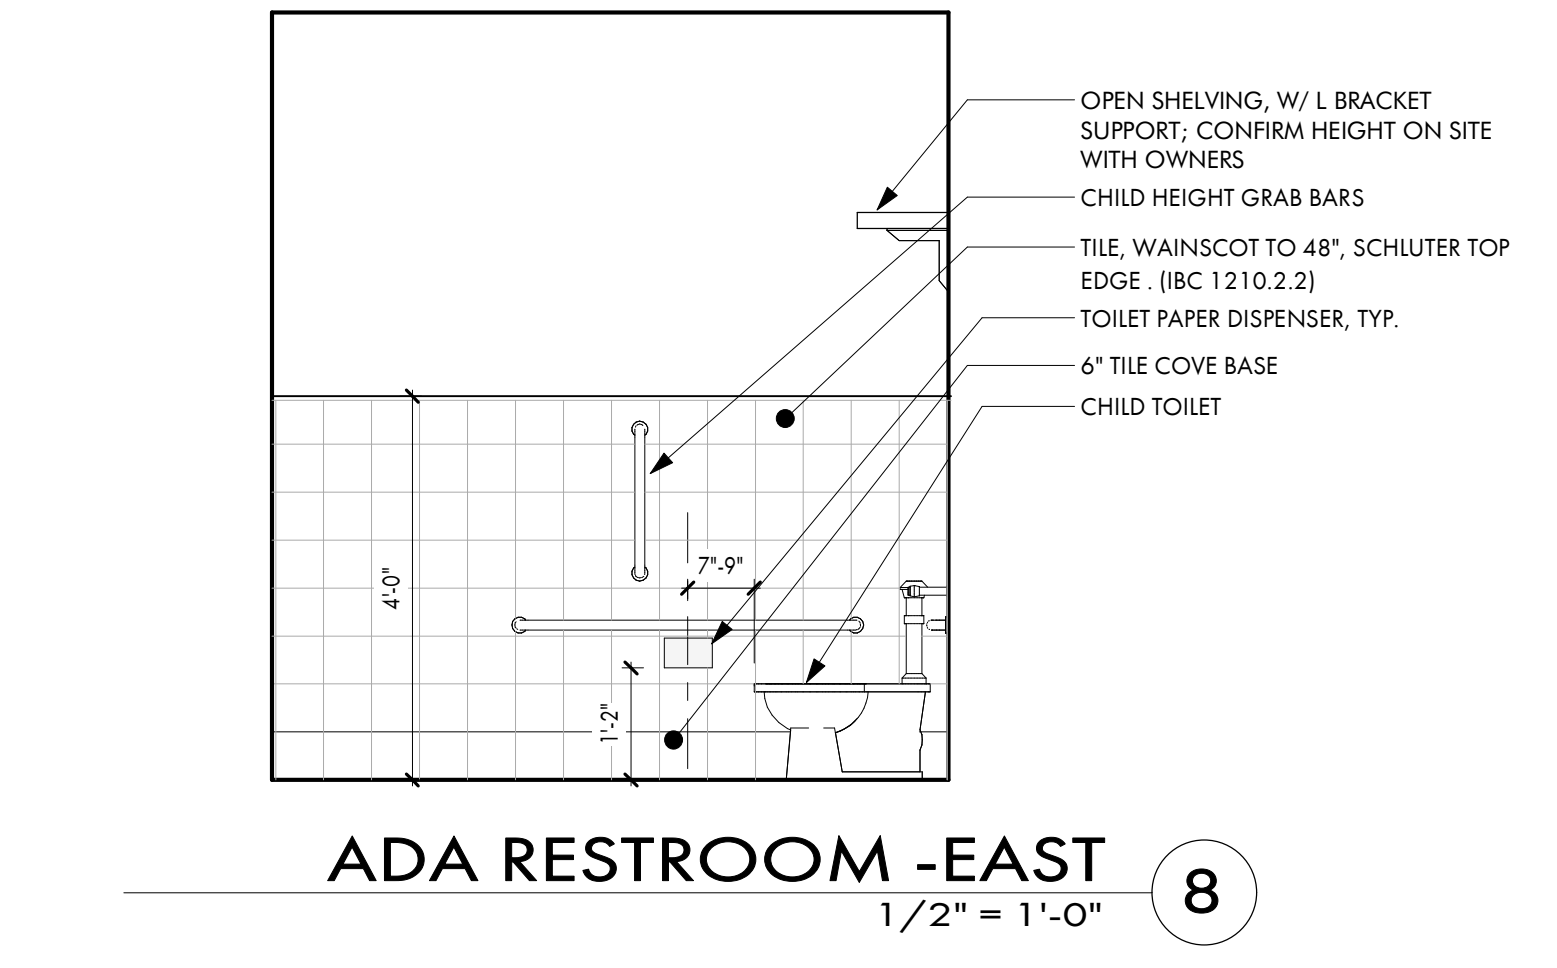 OPEN SHELVING, W/ L BRACKET
SUPPORT; CONFIRM HEIGHT ON SITE
WITH OWNERS
CHILD HEIGHT GRAB BARS
TILE, WAINSCOT TO 48", SCHLUTER TOP
EDGE . (IBC 1210.2.2)
TOILET PAPER DISPENSER, TYP.
6" TILE COVE BASE
CHILD TOILET
4'-0"
7"-9"
1'-2"
ADA RESTROOM -EAST
8
1/2" = 1'-0"